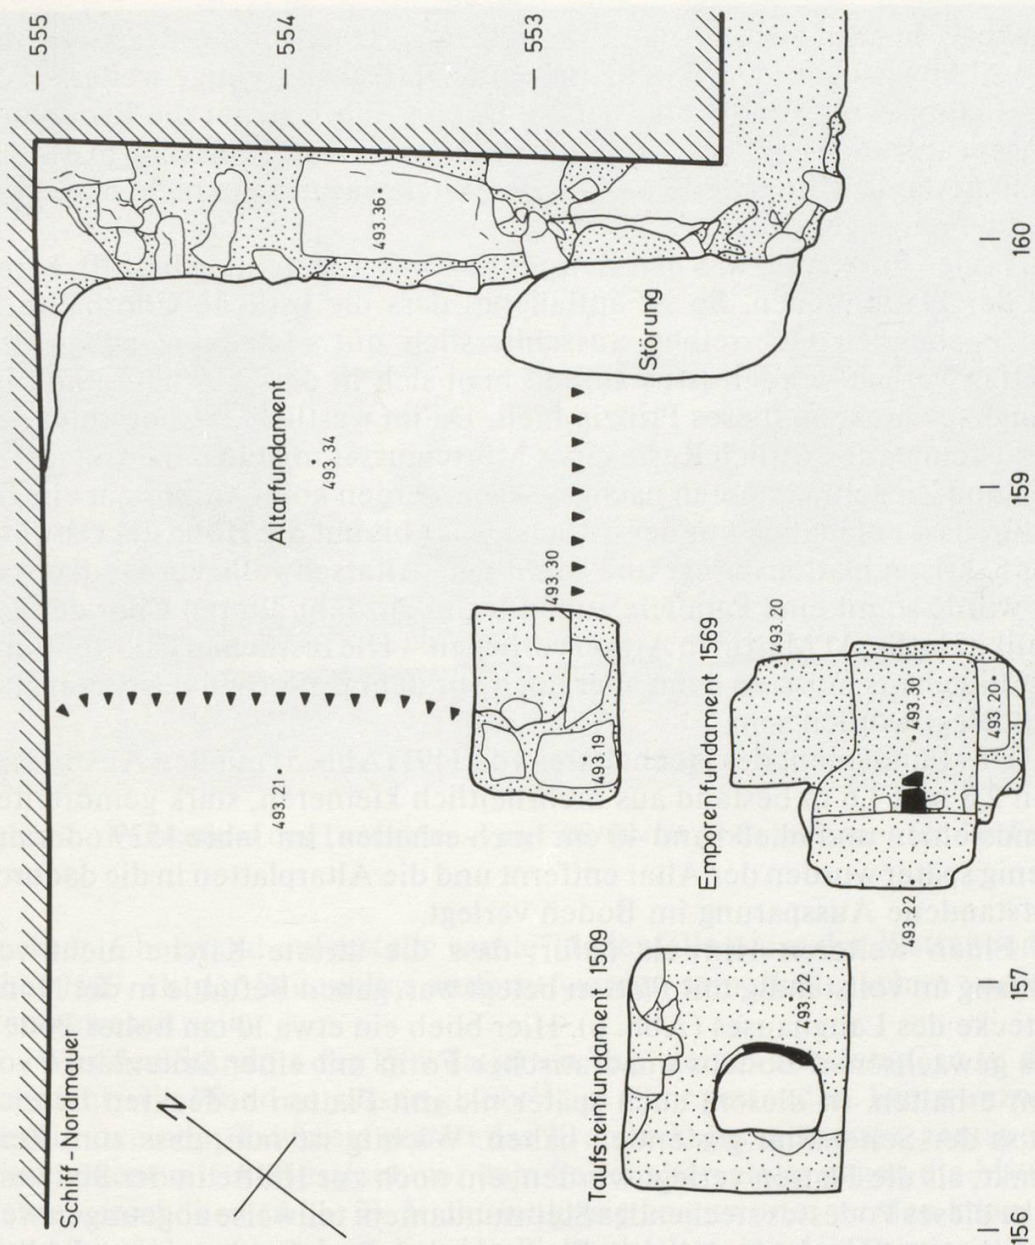 555
554
553
493.36
Störung
160
Altarfundament
493.34
159
493.30
493.19
493.21
Emporenfundament 1569
493.20
493.30
493.20
493.22
157
Taufsteinfundament 1509
493.22
Schiff - Nordmauer
N
156